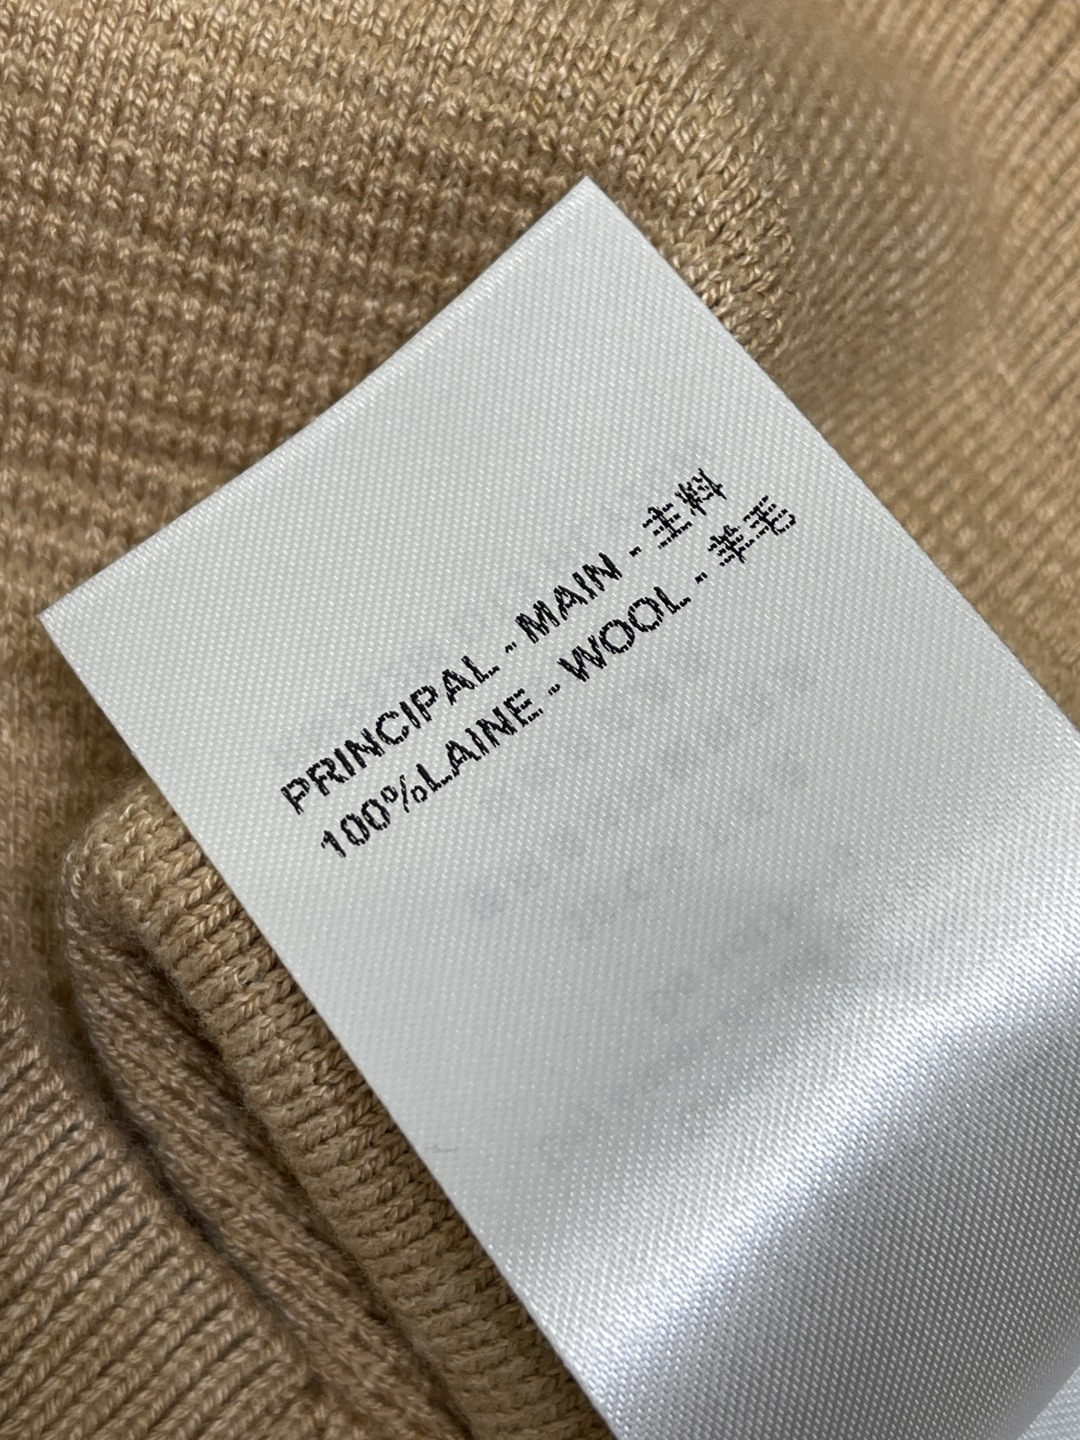 PRINCIPAL - MAIN - 主料
100%LAINE - WOOL - 羊毛